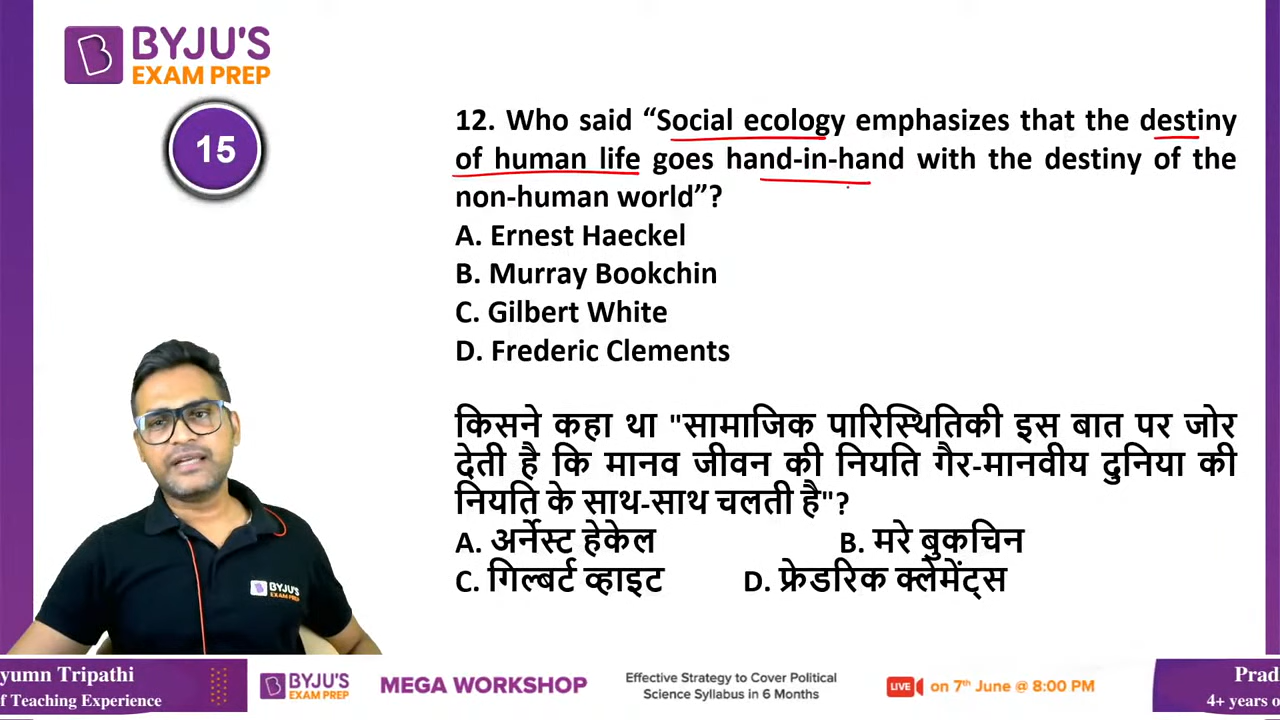 BYJU'S
EXAM PREP
15
12. Who said “Social ecology emphasizes that the destiny
of human life goes hand-in-hand with the destiny of the
non-human world”?
A. Ernest Haeckel
B. Murray Bookchin
C. Gilbert White
D. Frederic Clements
किसने कहा था "सामाजिक पारिस्थितिकी इस बात पर जोर
देती है कि मानव जीवन की नियति गैर-मानवीय दुनिया की
नियति के साथ-साथ चलती है"?
A. अर्नेस्ट हेकेल B. मरे बुकचिन
C. गिल्बर्ट व्हाइट D. फ्रेडरिक क्लेमेंट्स
BYJU'S
EXAM PREP
yumn Tripathi
f Teaching Experience
BYJU'S
EXAM PREP
MEGA WORKSHOP
Effective Strategy to Cover Political
Science Syllabus in 6 Months
LIVE on 7th June @ 8:00 PM
Prad
4+ years o